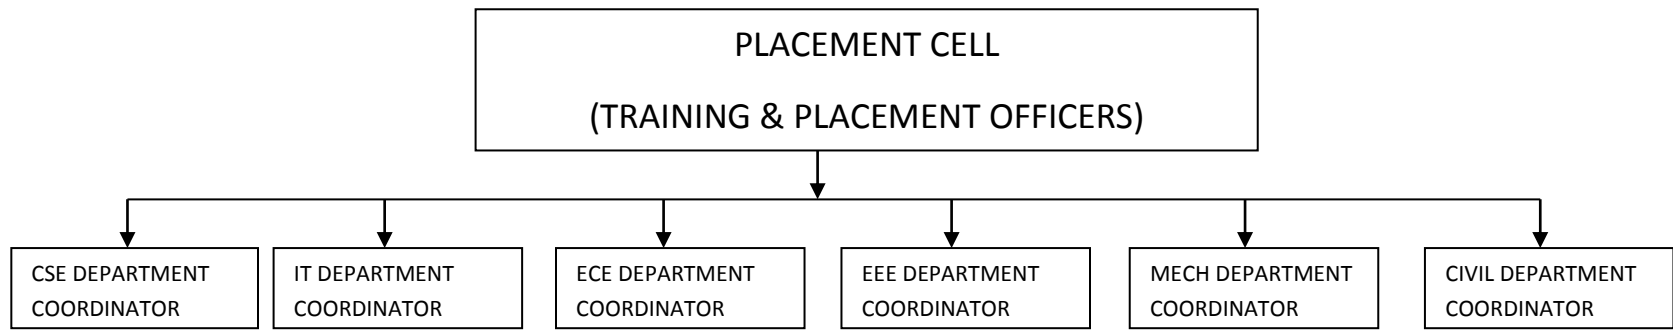 PLACEMENT CELL
(TRAINING & PLACEMENT OFFICERS)
CSE DEPARTMENT
COORDINATOR
IT DEPARTMENT
COORDINATOR
ECE DEPARTMENT
COORDINATOR
EEE DEPARTMENT
COORDINATOR
MECH DEPARTMENT
COORDINATOR
CIVIL DEPARTMENT
COORDINATOR